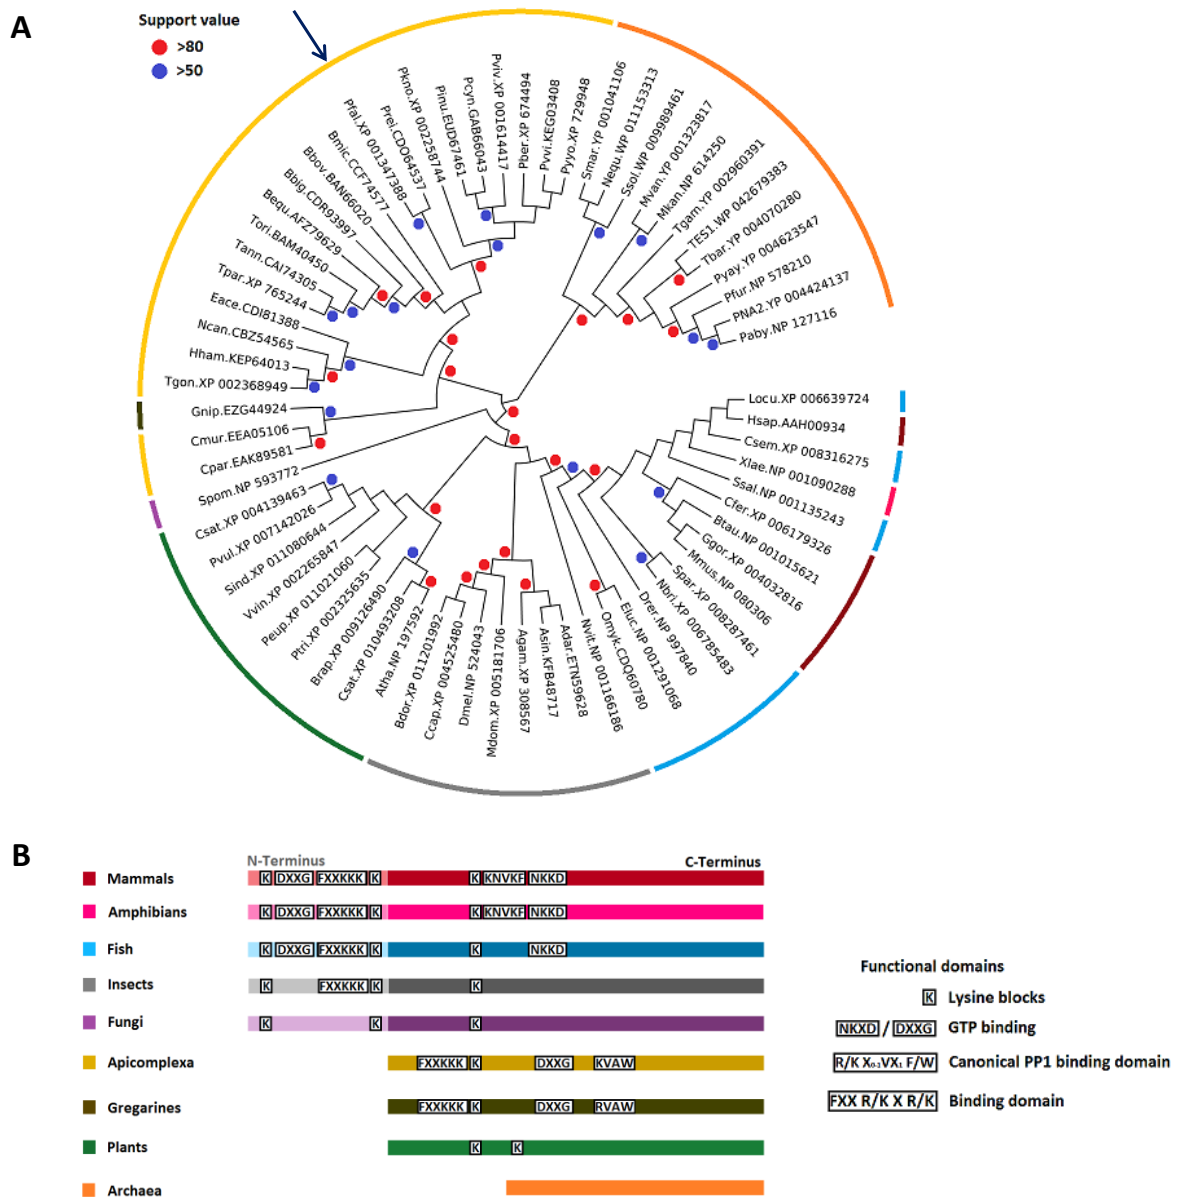 A
Support value
>80
>50
Pviv.XP 001614417
Pcyn.GAB66043
Pinu.EUD67461
Pkno.XP 002258744
Prei.CDO64537
Pfal.XP 001347388
Bmic.CCF74577
Bbov.BAN66020
Bbig.CDR93997
Bequ.AFZ79629
Tori.BAM40450
Tann.CAI74305
Tpar.XP 765244
Eace.CDI81388
Ncan.CBZ54565
Hham.KEP64013
Tgon.XP 002368949
Gnip.EZG44924
Cmur.EEA05106
Cpar.EAK89581
Spom.NP 593772
Csat.XP 004139463
Pvul.XP 007142026
Sind.XP 011080644
Vvin.XP 002265847
Peup.XP 011021060
Ptri.XP 002325635
Brap.XP 009126490
Csat.XP 010493208
Atha.NP 197592
Bdor.XP 011201992
Ccap.XP 004525480
Dmel.NP 524043
Mdom.XP 005181706
Agam.XP 308567
Asin.KFB48717
Adar.ETN59628
Nvit.NP 001166186
Omyk.CDQ60780
Eluc.NP 001291068
Drer.NP 997840
Nbri.XP 006785483
Spar.XP 008287461
Mmus.NP 080306
Ggor.XP 004032816
Btau.NP 001015621
Cfer.XP 006179326
Ssal.NP 001135243
Xlae.NP 001090288
Csem.XP 008316275
Hsap.AAH00934
Locu.XP 006639724
Paby.NP 127116
PNA2.YP 004424137
Pfur.NP 578210
Pyay.YP 004623547
Tbar.YP 004070280
TES1.WP 042679383
Tgam.YP 002960391
Mkan.NP 614250
Mvan.YP 001323817
Ssol.WP 009989461
Nequ.WP 011153313
Smar.YP 001041106
Pyyo.XP 729948
Pvvi.KEG03408
Pber.XP 674494
B
N-Terminus C-Terminus
Mammals K DXXG FXXKKK K K KNVKF NKKD
Amphibians K DXXG FXXKKK K K KNVKF NKKD
Fish K DXXG FXXKKK K K NKKD
Insects K FXXKKK K K
Fungi K K K
Apicomplexa FXXKKK K DXXG KVAW
Gregarines FXXKKK K DXXG RVAW
Plants K K
Archaea
Functional domains
K Lysine blocks
NKXD / DXXG GTP binding
R/K X₀₋₁VX₁ F/W Canonical PP1 binding domain
FXX R/K X R/K Binding domain